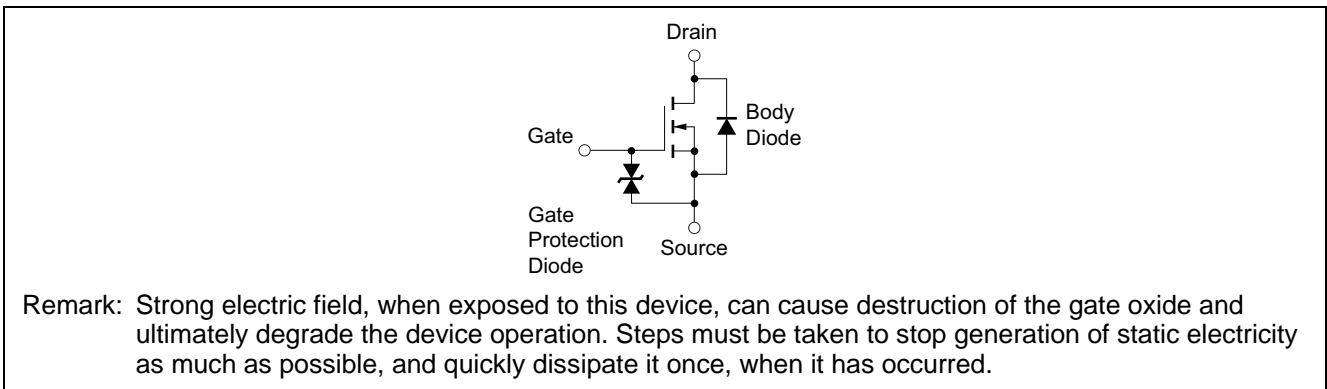 Drain
Body
Diode
Gate
Gate
Protection
Diode
Source
Remark: Strong electric field, when exposed to this device, can cause destruction of the gate oxide and
ultimately degrade the device operation. Steps must be taken to stop generation of static electricity
as much as possible, and quickly dissipate it once, when it has occurred.